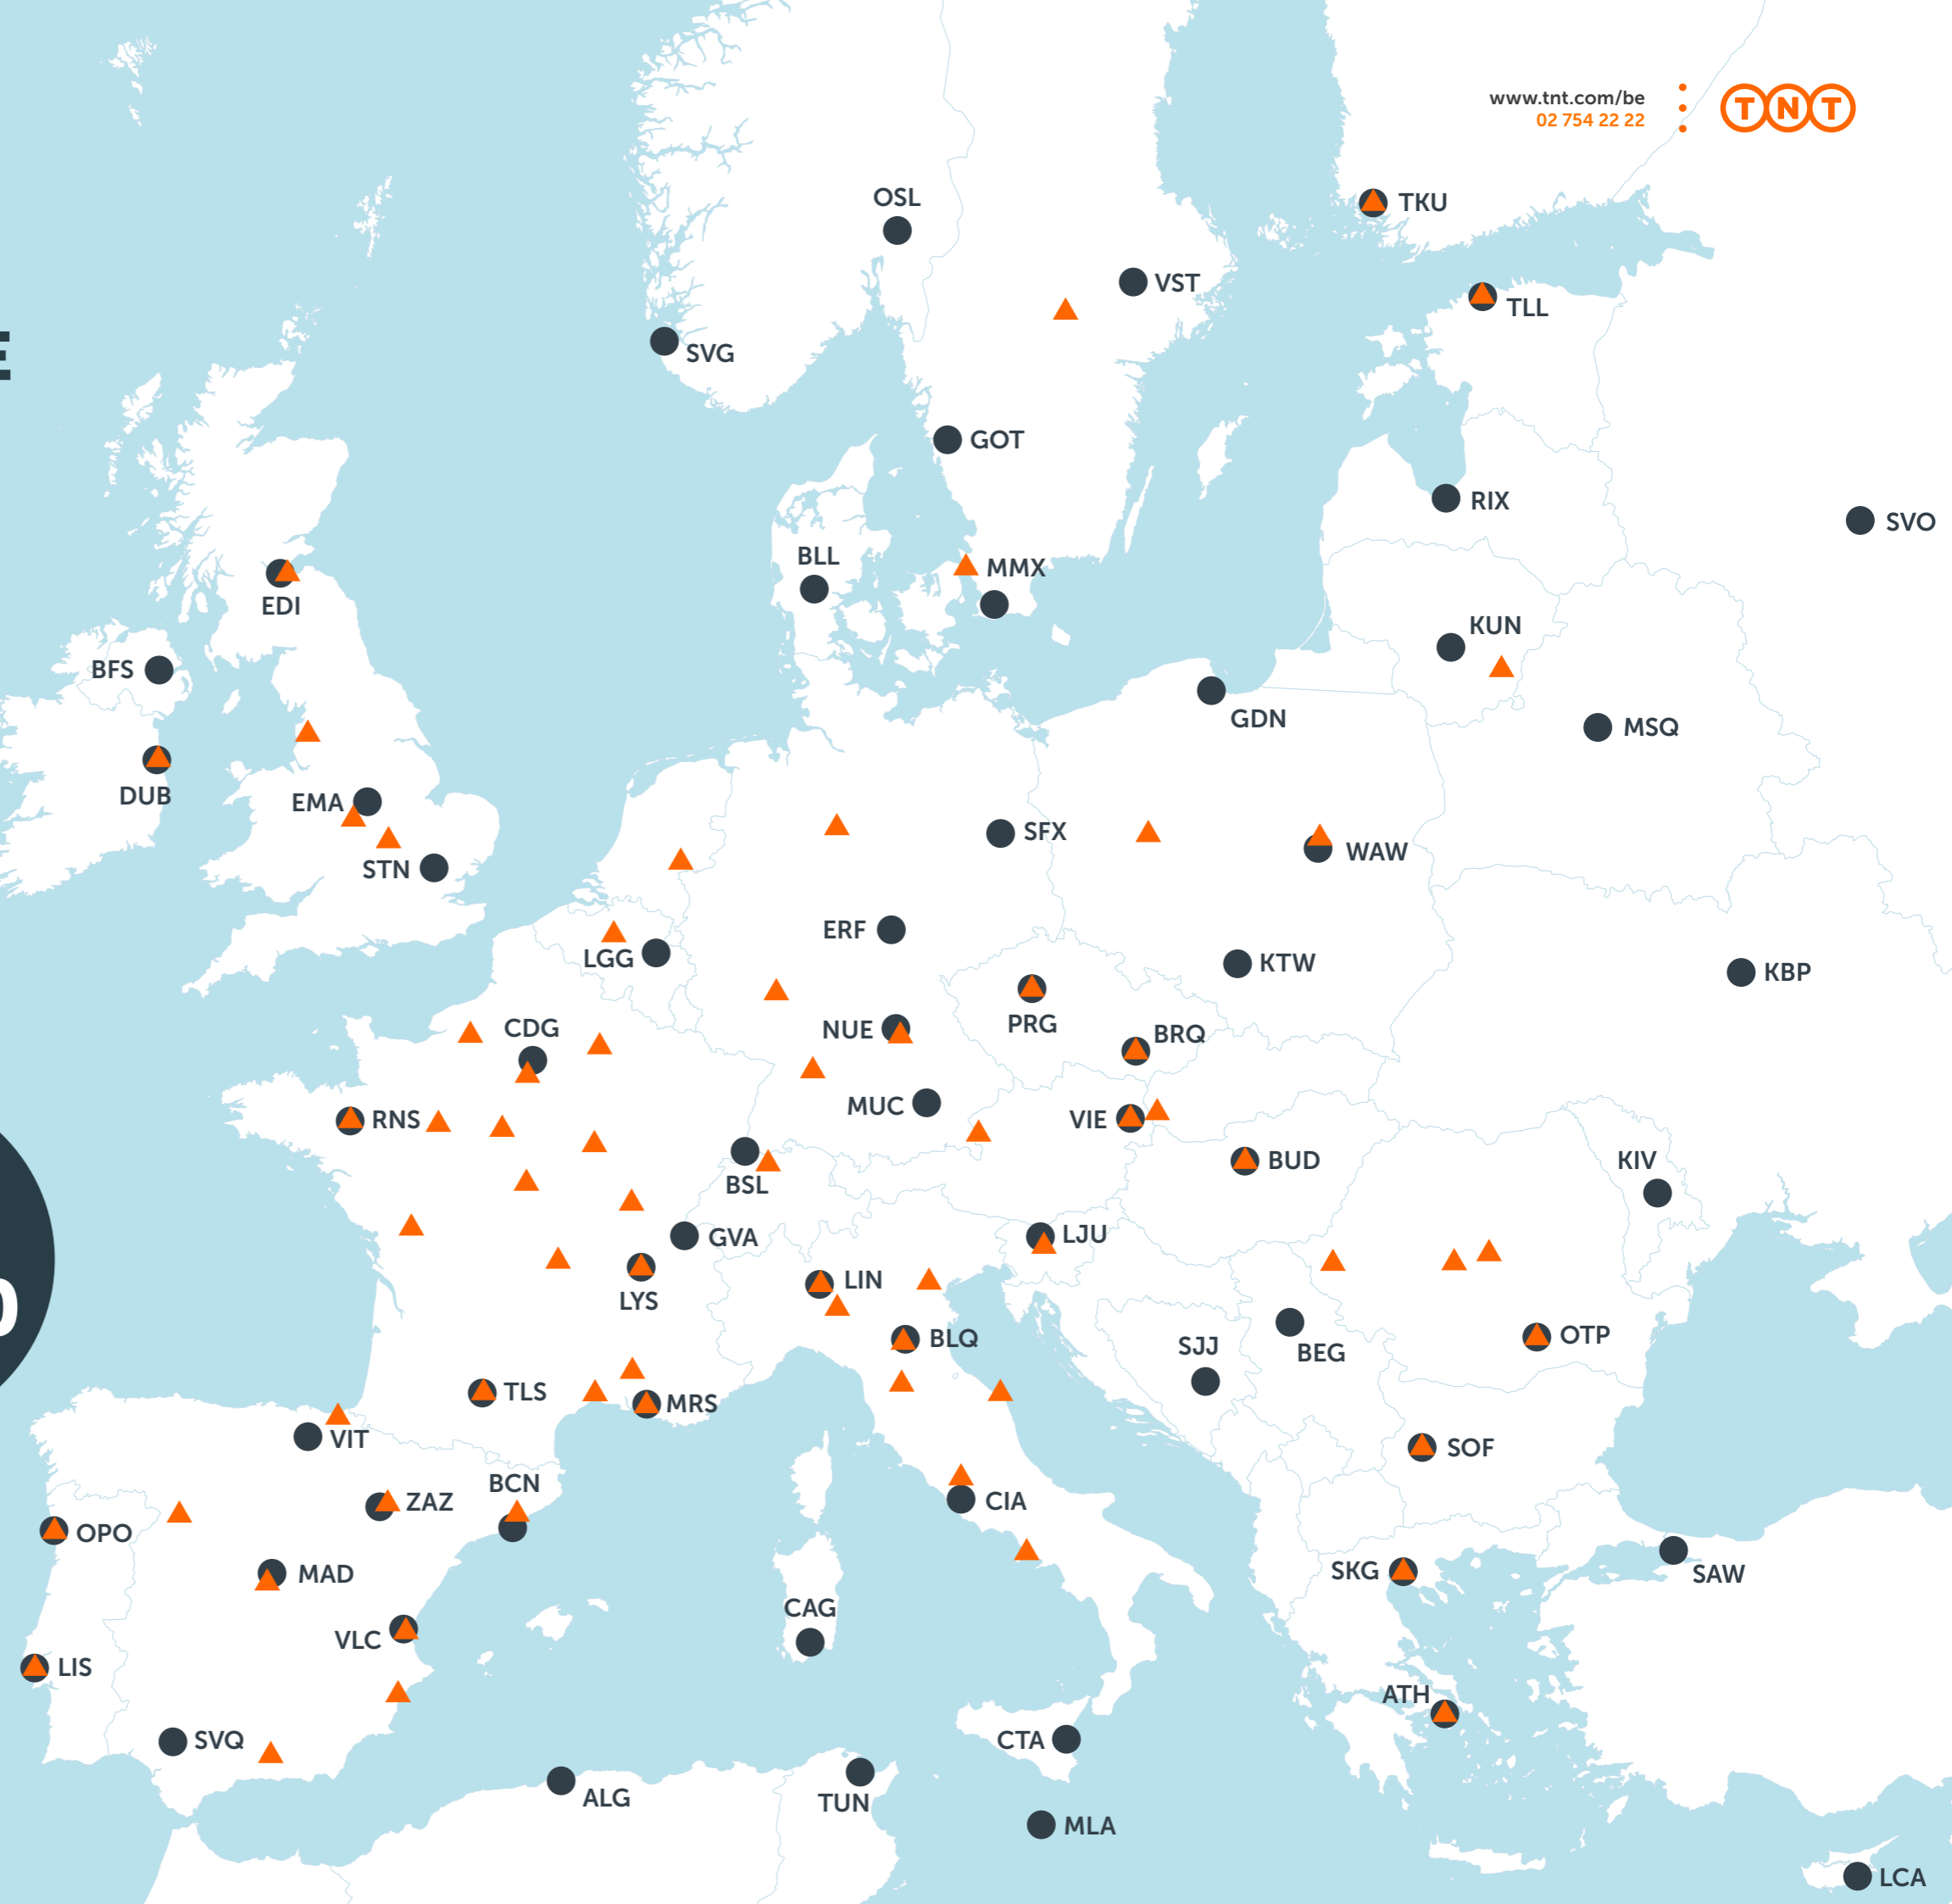 www.tnt.com/be
02 754 22 22
TNT
OSL
TKU
VST
TLL
SVG
E
GOT
RIX
SVO
BLL
MMX
EDI
KUN
BFS
GDN
MSQ
DUB
EMA
SFX
WAW
STN
ERF
LGG
KTW
KBP
CDG
NUE
PRG
BRQ
MUC
RNS
VIE
BUD
KIV
BSL
GVA
LJU
LIN
LYS
0
BLQ
SJJ
BEG
OTP
TLS
MRS
VIT
SOF
BCN
ZAZ
CIA
OPO
MAD
SKG
SAW
CAG
VLC
LIS
ATH
SVQ
CTA
ALG
TUN
MLA
LCA